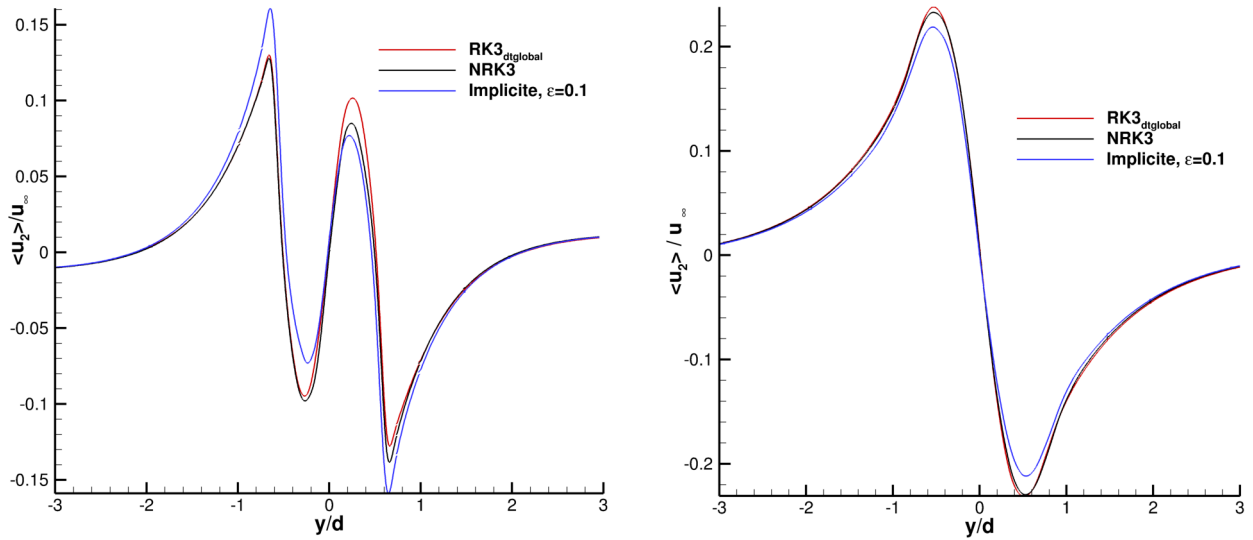 0.15
0.1
0.05
0
-0.05
-0.1
-0.15
<u₂>/u∞
-3
-2
-1
0
1
2
3
y/d
RK3dtglobal
NRK3
Implicite, ε=0.1
0.2
0.1
0
-0.1
-0.2
<u₂> / u ∞
-3
-2
-1
0
1
2
3
y/d
RK3dtglobal
NRK3
Implicite, ε=0.1